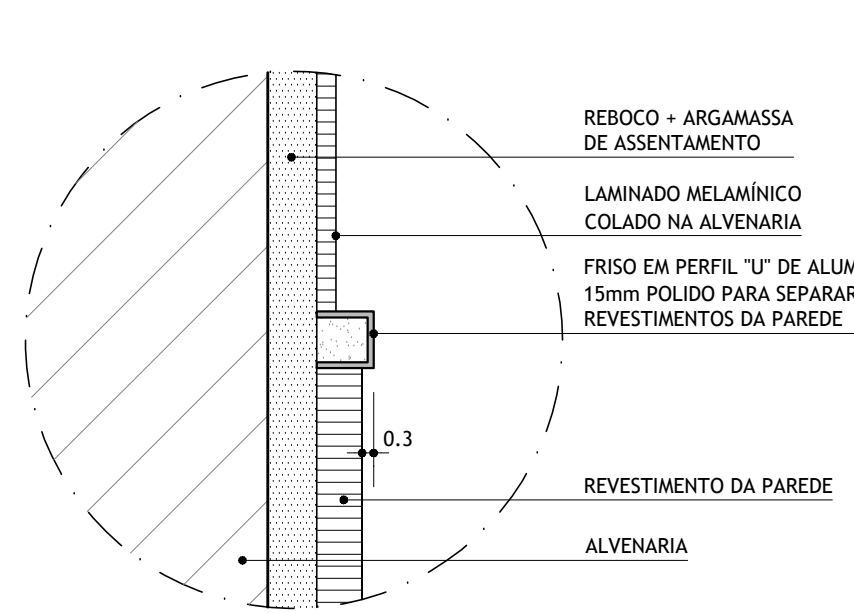 REBOCO + ARGAMASSA
DE ASSENTAMENTO
LAMINADO MELAMÍNICO
COLADO NA ALVENARIA
FRISO EM PERFIL "U" DE ALUM
15mm POLIDO PARA SEPARAR
REVESTIMENTOS DA PAREDE
0.3
REVESTIMENTO DA PAREDE
ALVENARIA